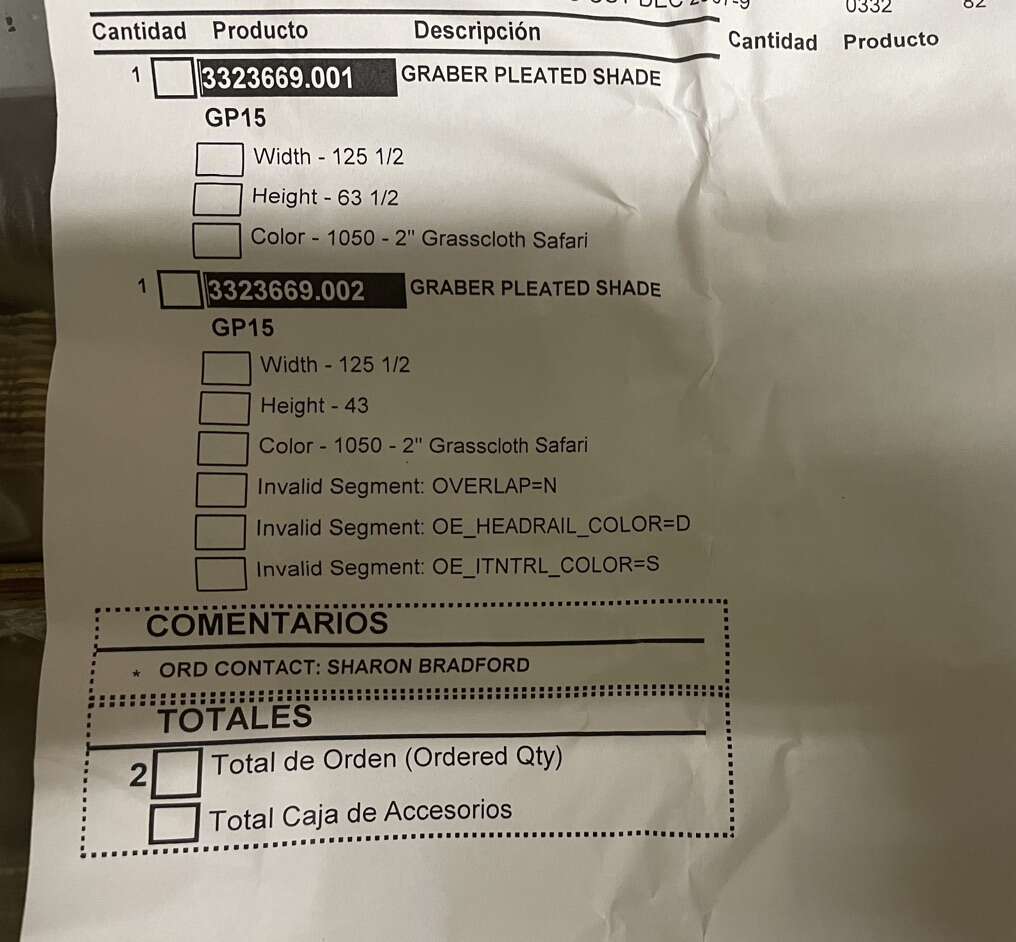 0332 82
Cantidad Producto Descripción
Cantidad Producto
1 3323669.001 GRABER PLEATED SHADE
GP15
Width - 125 1/2
Height - 63 1/2
Color - 1050 - 2" Grasscloth Safari
1 3323669.002 GRABER PLEATED SHADE
GP15
Width - 125 1/2
Height - 43
Color - 1050 - 2" Grasscloth Safari
Invalid Segment: OVERLAP=N
Invalid Segment: OE_HEADRAIL_COLOR=D
Invalid Segment: OE_ITNTRL_COLOR=S
COMENTARIOS
* ORD CONTACT: SHARON BRADFORD
TOTALES
2 Total de Orden (Ordered Qty)
Total Caja de Accesorios